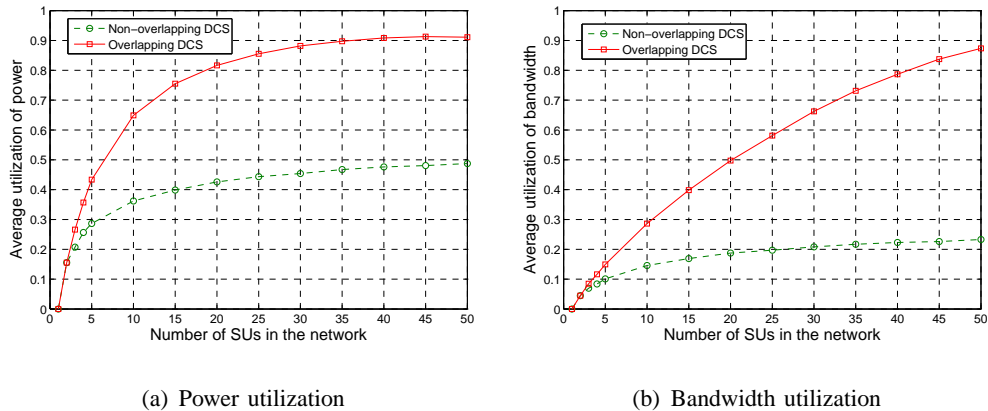 Non−overlapping DCS
Overlapping DCS
Average utilization of power
1
0.9
0.8
0.7
0.6
0.5
0.4
0.3
0.2
0.1
0
0 5 10 15 20 25 30 35 40 45 50
Number of SUs in the network
(a) Power utilization
Non−overlapping DCS
Overlapping DCS
Average utilization of bandwidth
1
0.9
0.8
0.7
0.6
0.5
0.4
0.3
0.2
0.1
0
0 5 10 15 20 25 30 35 40 45 50
Number of SUs in the network
(b) Bandwidth utilization